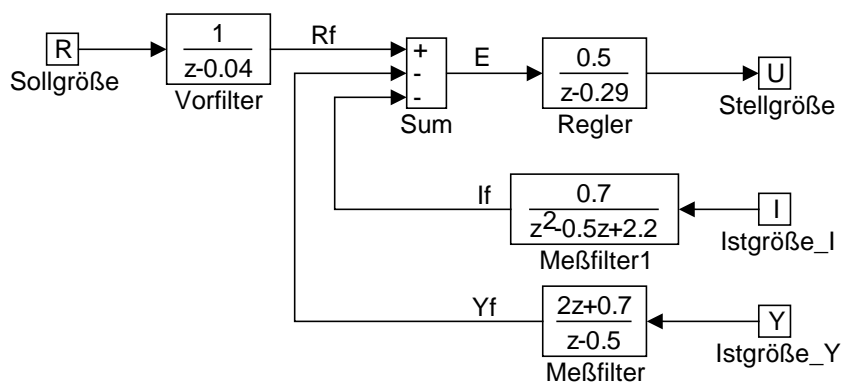 R
Sollgröße
1
z-0.04
Vorfilter
Rf
+
-
-
Sum
E
0.5
z-0.29
Regler
U
Stellgröße
If
0.7
z2-0.5z+2.2
Meßfilter1
I
Istgröße_I
Yf
2z+0.7
z-0.5
Meßfilter
Y
Istgröße_Y